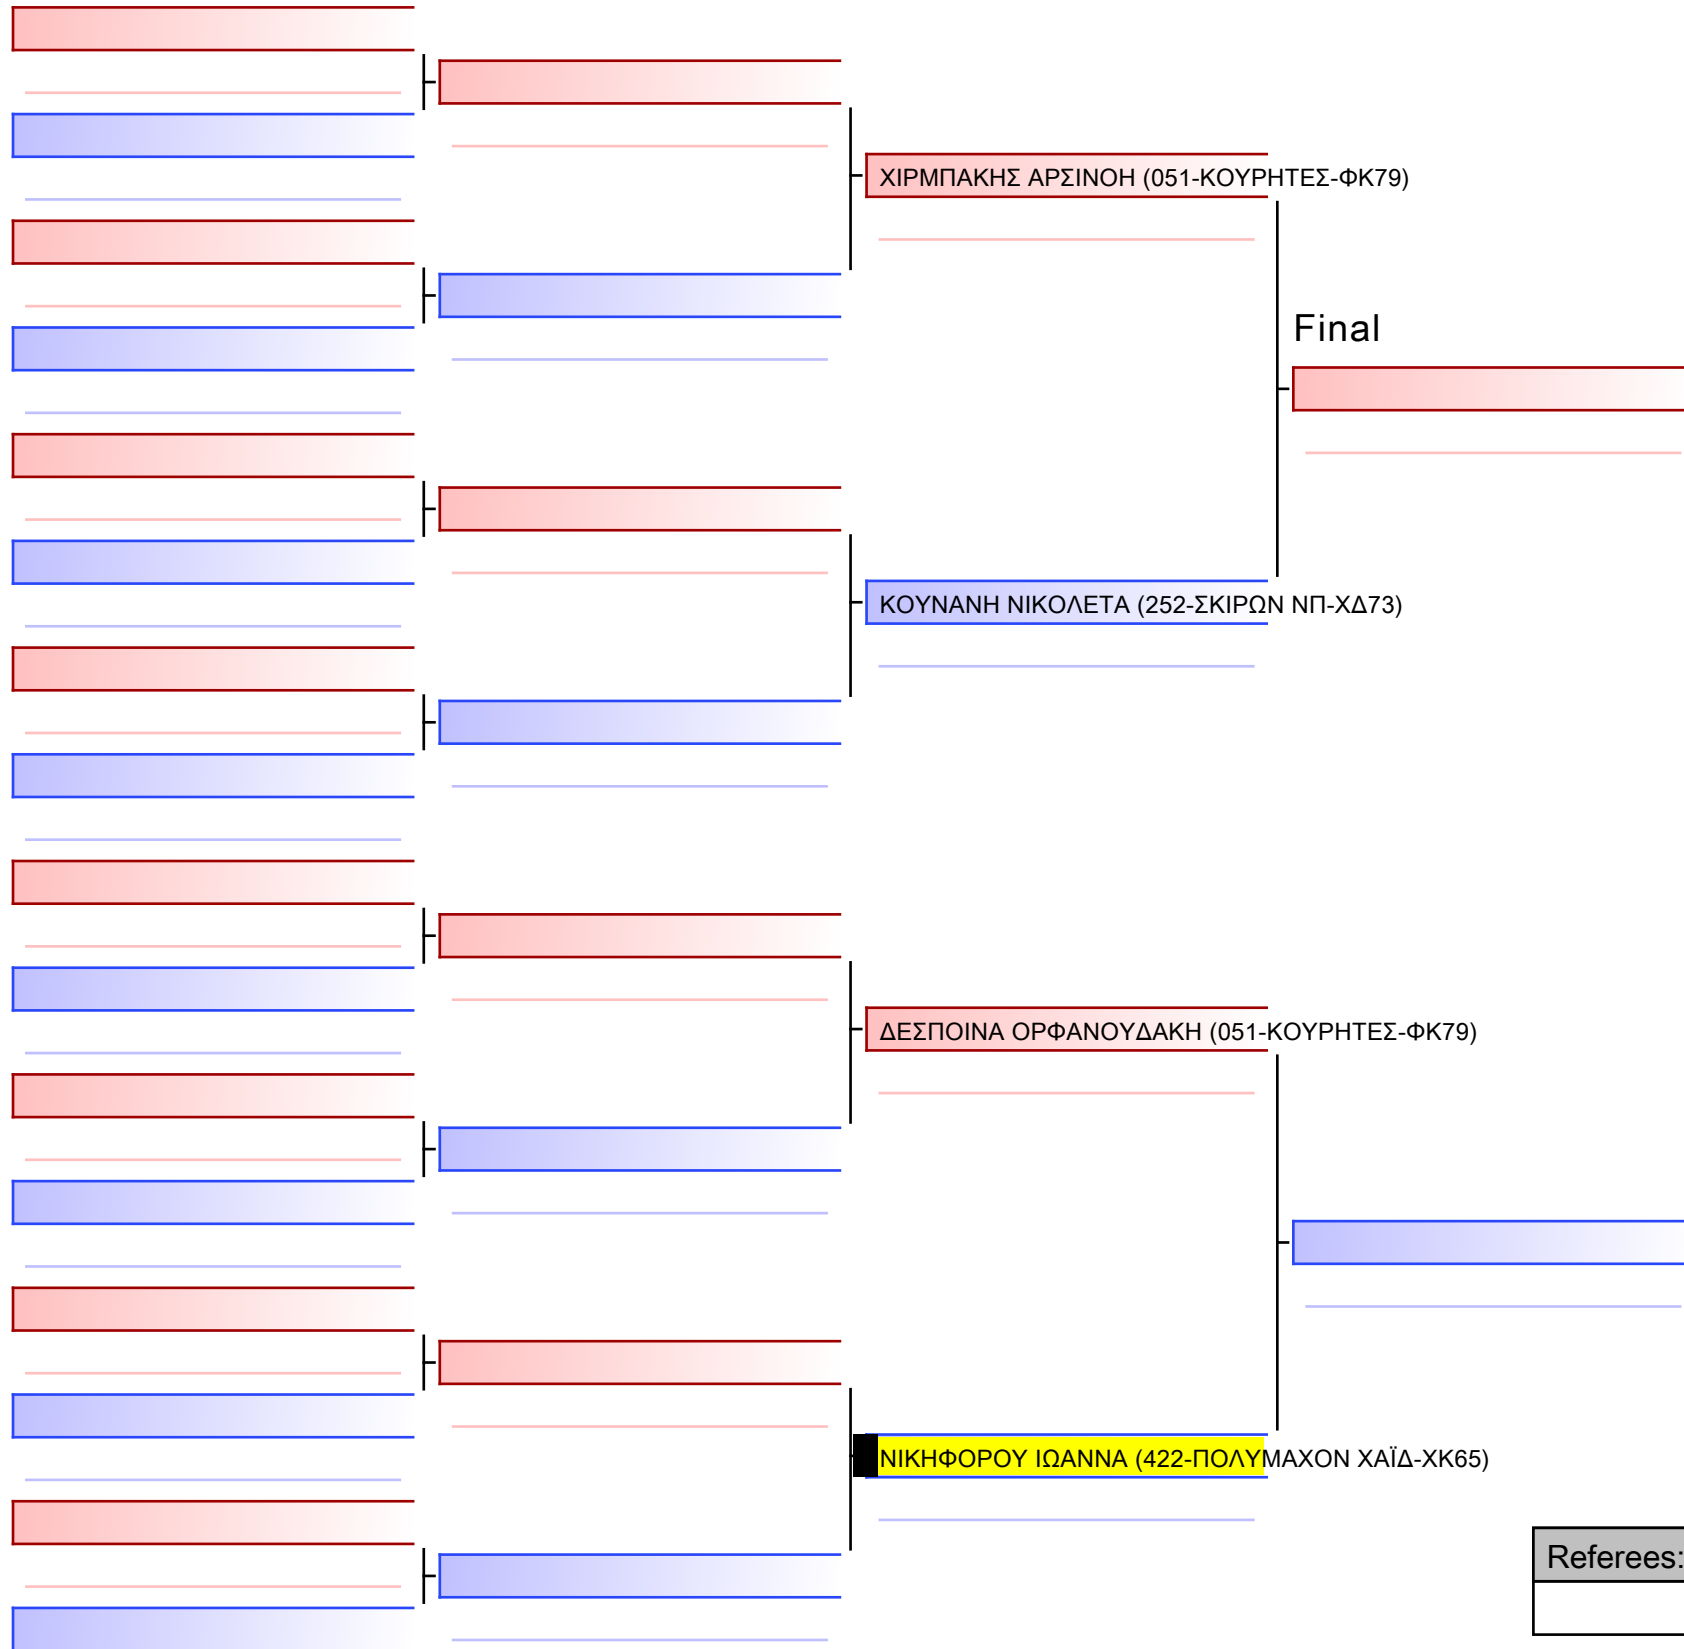 ΧΙΡΜΠΑΚΗΣ ΑΡΣΙΝΟΗ (051-ΚΟΥΡΗΤΕΣ-ΦΚ79)
Final
ΚΟΥΝΑΝΗ ΝΙΚΟΛΕΤΑ (252-ΣΚΙΡΩΝ ΝΠ-ΧΔ73)
ΔΕΣΠΟΙΝΑ ΟΡΦΑΝΟΥΔΑΚΗ (051-ΚΟΥΡΗΤΕΣ-ΦΚ79)
ΝΙΚΗΦΟΡΟΥ ΙΩΑΝΝΑ (422-ΠΟΛΥΜΑΧΟΝ ΧΑΪΔ-ΧΚ65)
Referees: